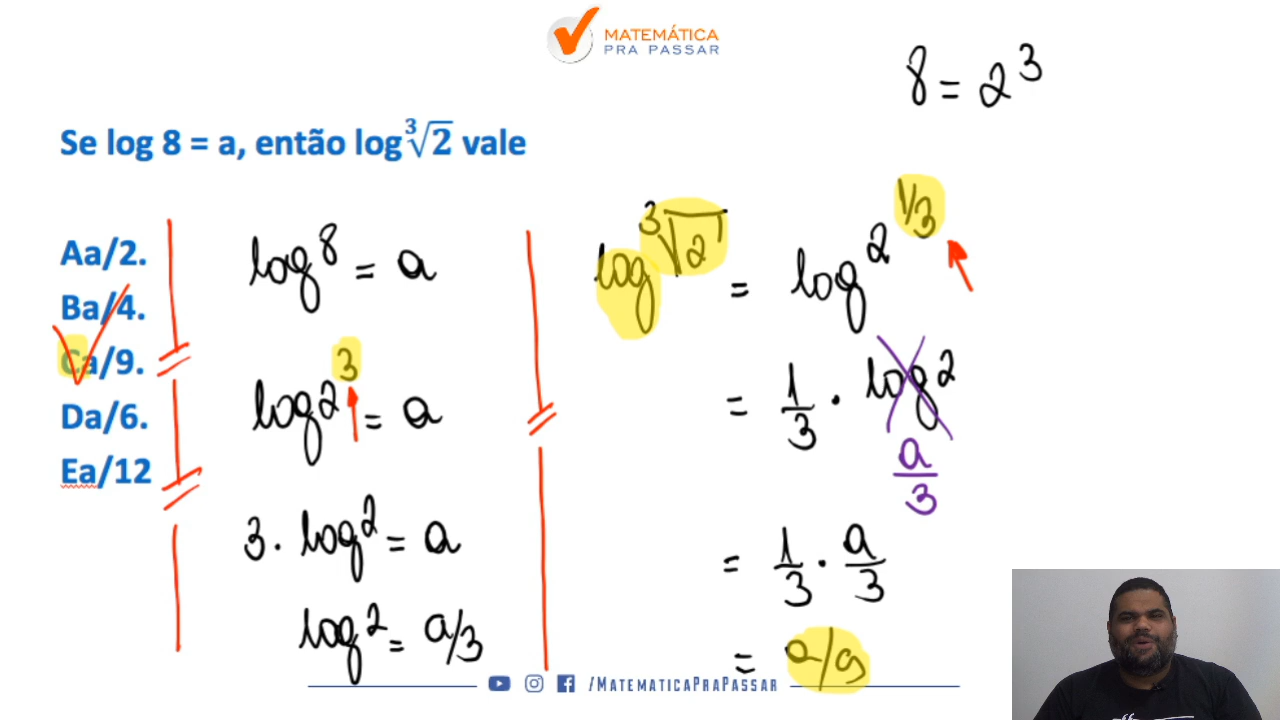 MATEMÁTICA
PRA PASSAR
8 = 2³
Se log 8 = a, então log ³√2 vale
Aa/2.
Ba/4.
Ca/9.
Da/6.
Ea/12
log 8 = a
log 2³ = a
3 · log 2 = a
log 2 = a/3
log ³√2 = log 2^1/3
= 1/3 · log 2
a/3
= 1/3 · a/3
= a/9
/MATEMATICAPRAPASSAR